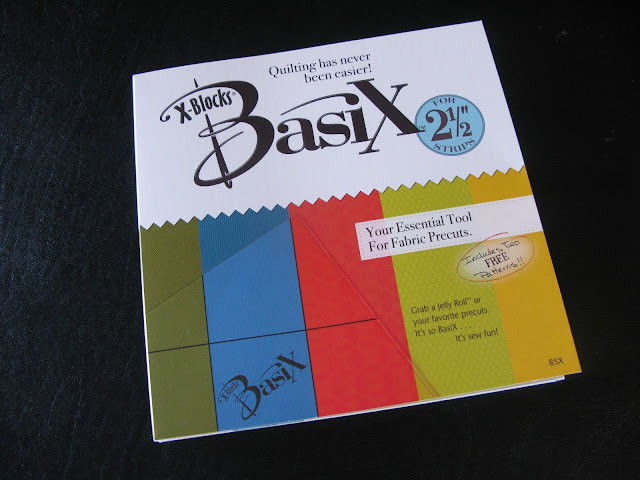 Quilting has never
been easier!
X-Blocks®
BasiX™
FOR
2½"
STRIPS
Your Essential Tool
For Fabric Precuts.
Includes Two
FREE
Patterns!!
Grab a Jelly Roll™ or
your favorite precuts.
It's so BasiX . . .
It's sew fun!
X-Blocks
BasiX
BSX